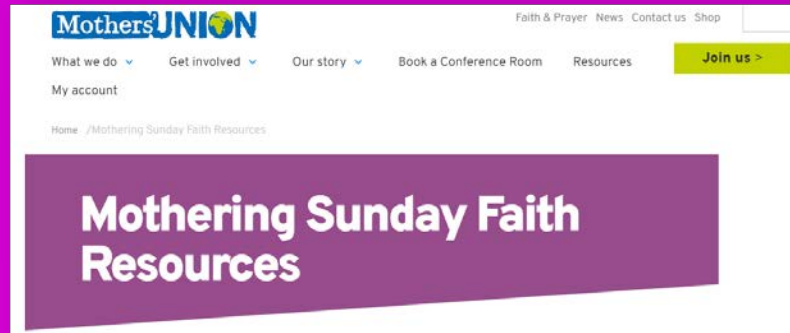 Mothers' UNION
Faith & Prayer News Contact us Shop
What we do Get involved Our story Book a Conference Room Resources Join us >
My account
Home /Mothering Sunday Faith Resources
Mothering Sunday Faith
Resources